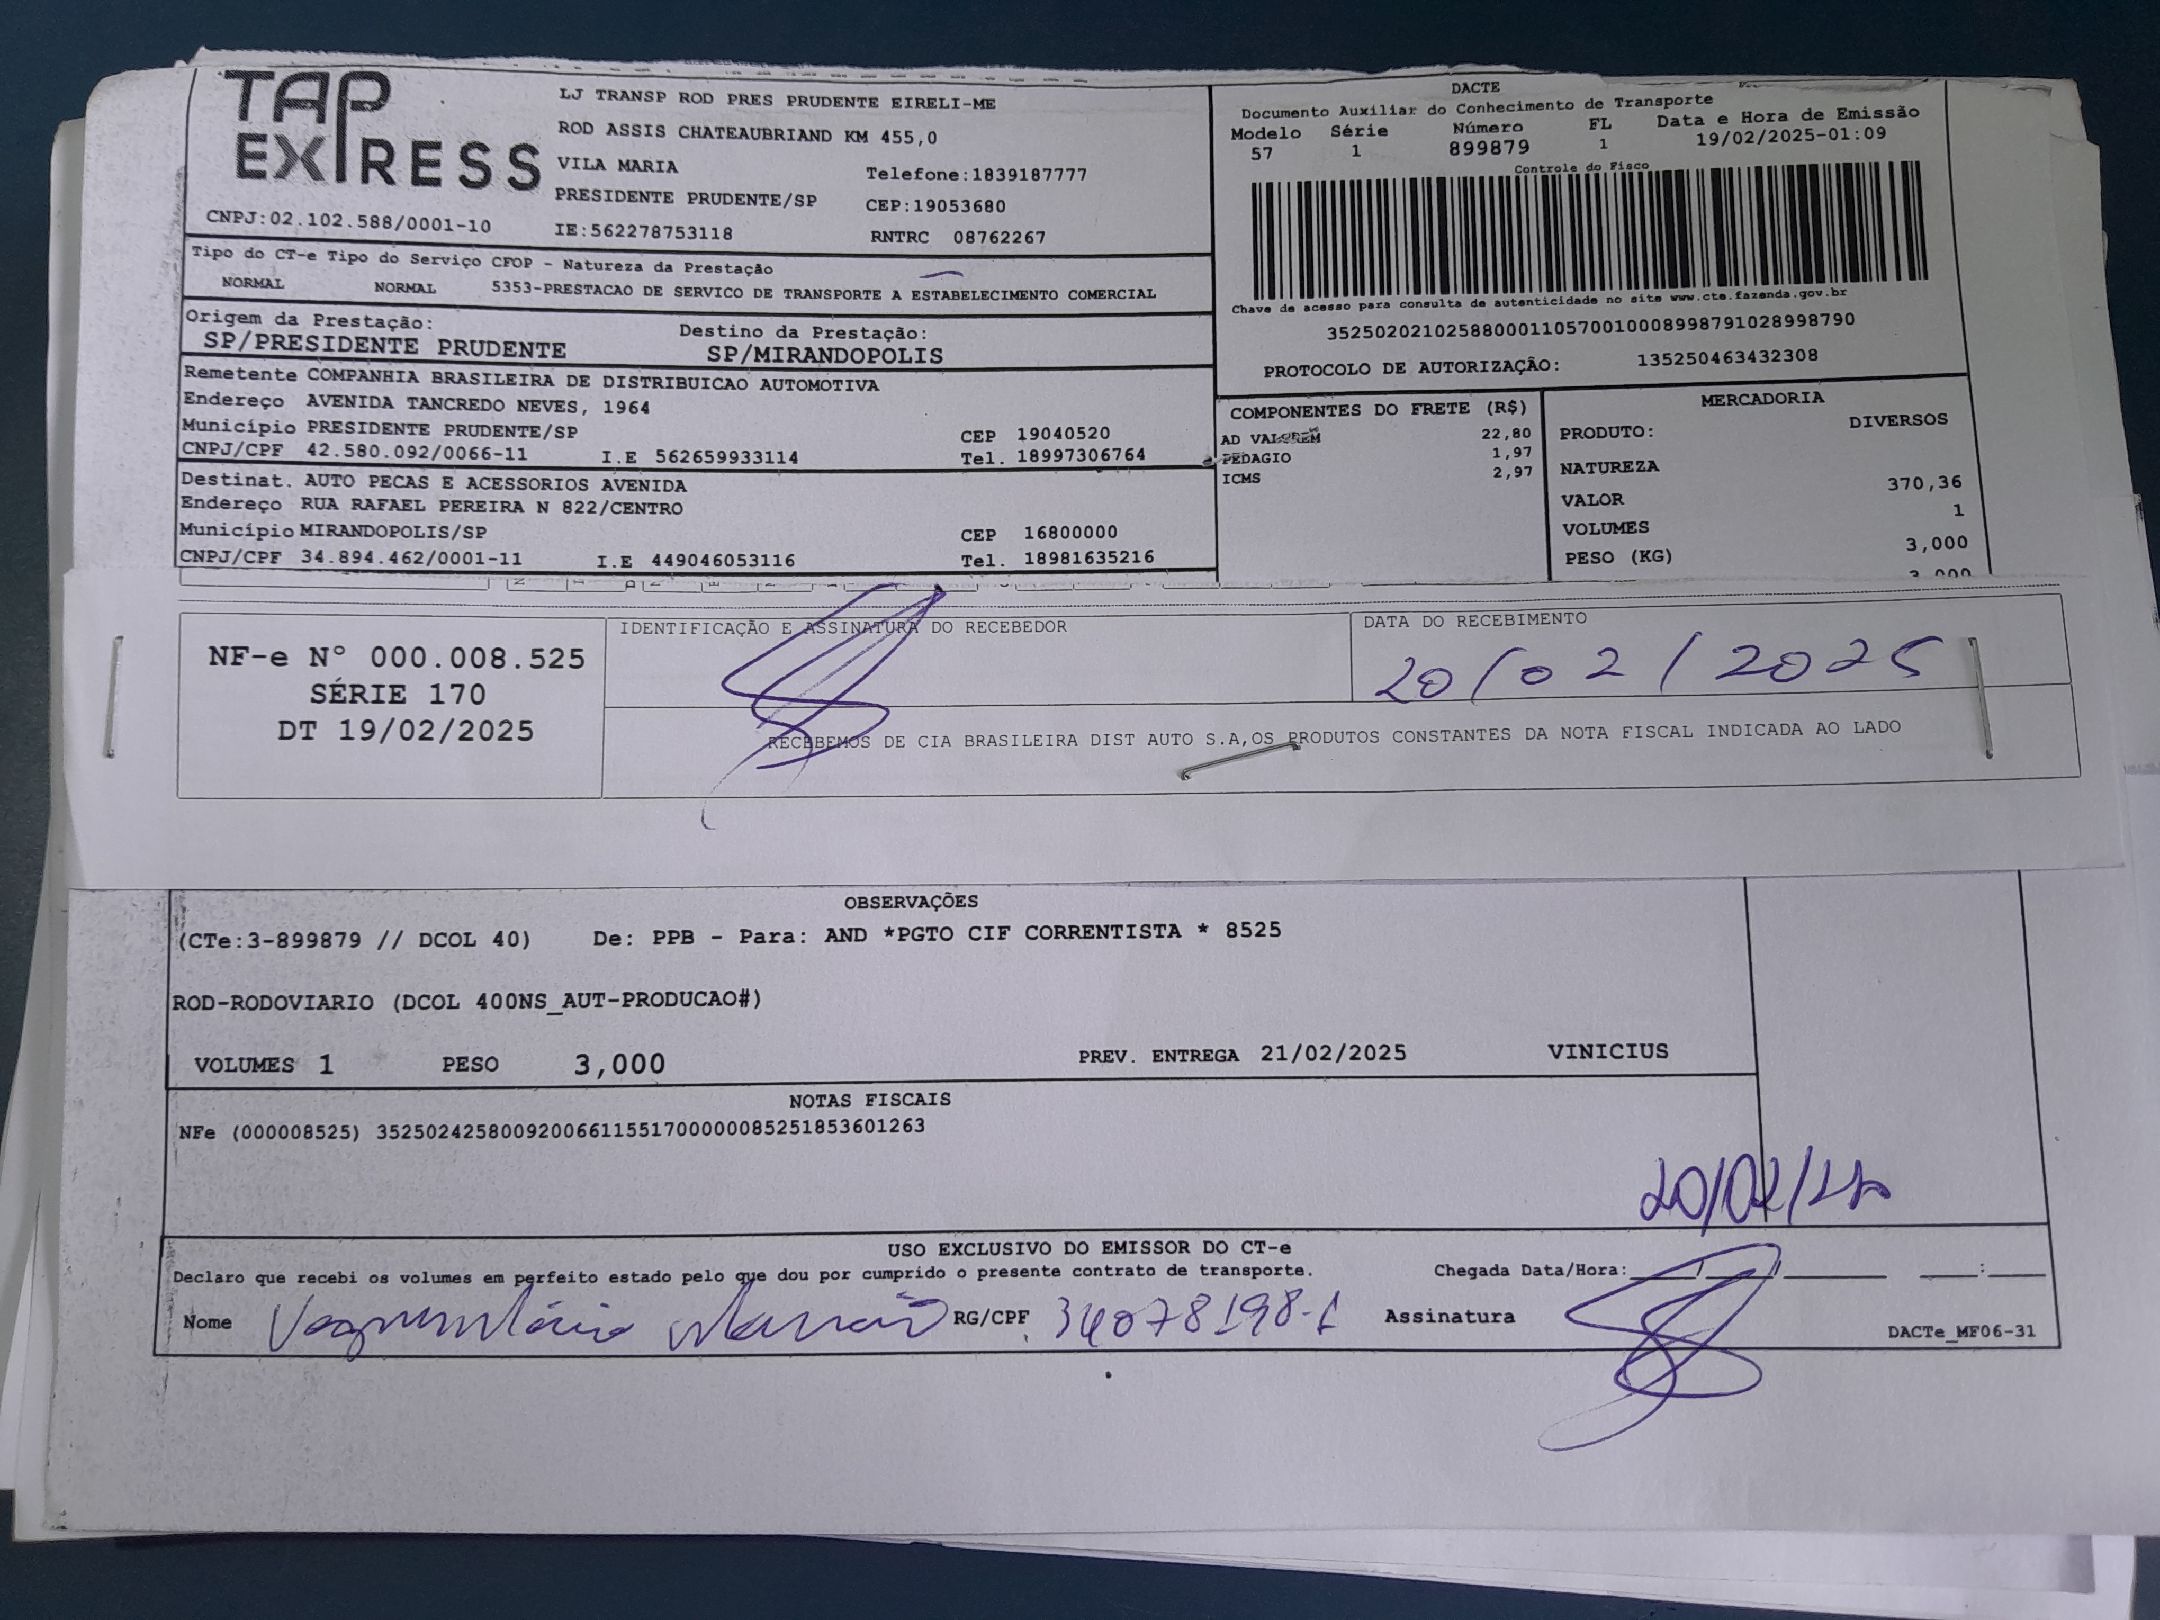 TAP EXPRESS
LJ TRANSP ROD PRES PRUDENTE EIRELI-ME
ROD ASSIS CHATEAUBRIAND KM 455,0
VILA MARIA Telefone:1839187777
PRESIDENTE PRUDENTE/SP CEP:19053680
CNPJ:02.102.588/0001-10 IE:562278753118 RNTRC 08762267
DACTE
Documento Auxiliar do Conhecimento de Transporte
Modelo Série Número FL Data e Hora de Emissão
57 1 899879 1 19/02/2025-01:09
Controle do Fisco
Chave de acesso para consulta de autenticidade no site www.cte.fazenda.gov.br
35250202102588000110570010008998791028998790
PROTOCOLO DE AUTORIZAÇÃO: 135250463432308
Tipo do CT-e Tipo do Serviço CFOP - Natureza da Prestação
NORMAL NORMAL 5353-PRESTACAO DE SERVICO DE TRANSPORTE A ESTABELECIMENTO COMERCIAL
Origem da Prestação: Destino da Prestação:
SP/PRESIDENTE PRUDENTE SP/MIRANDOPOLIS
Remetente COMPANHIA BRASILEIRA DE DISTRIBUICAO AUTOMOTIVA
Endereço AVENIDA TANCREDO NEVES, 1964
Município PRESIDENTE PRUDENTE/SP CEP 19040520
CNPJ/CPF 42.580.092/0066-11 I.E 562659933114 Tel. 18997306764
Destinat. AUTO PECAS E ACESSORIOS AVENIDA
Endereço RUA RAFAEL PEREIRA N 822/CENTRO
Município MIRANDOPOLIS/SP CEP 16800000
CNPJ/CPF 34.894.462/0001-11 I.E 449046053116 Tel. 18981635216
COMPONENTES DO FRETE (R$)
AD VALOREM 22,80
PEDAGIO 1,97
ICMS 2,97
MERCADORIA
PRODUTO: DIVERSOS
NATUREZA
VALOR 370,36
VOLUMES 1
PESO (KG) 3,000
3,000
NF-e Nº 000.008.525
SÉRIE 170
DT 19/02/2025
IDENTIFICAÇÃO E ASSINATURA DO RECEBEDOR
DATA DO RECEBIMENTO
20/02/2025
RECEBEMOS DE CIA BRASILEIRA DIST AUTO S.A,OS PRODUTOS CONSTANTES DA NOTA FISCAL INDICADA AO LADO
OBSERVAÇÕES
(CTe:3-899879 // DCOL 40) De: PPB - Para: AND *PGTO CIF CORRENTISTA * 8525
ROD-RODOVIARIO (DCOL 400NS_AUT-PRODUCAO#)
VOLUMES 1 PESO 3,000 PREV. ENTREGA 21/02/2025 VINICIUS
NOTAS FISCAIS
NFe (000008525) 35250242580092006611551700000085251853601263
20/02/25
USO EXCLUSIVO DO EMISSOR DO CT-e
Declaro que recebi os volumes em perfeito estado pelo que dou por cumprido o presente contrato de transporte. Chegada Data/Hora:____/____/______ ___:___
Nome RG/CPF 34078198-1 Assinatura
DACTe_MF06-31